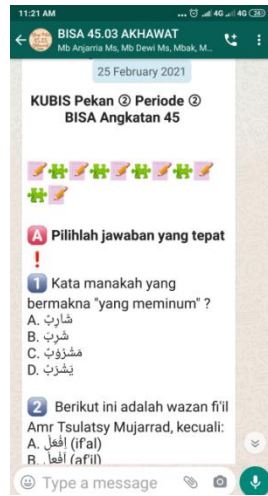 11:21 AM
... 4G 4G 33
BISA 45.03 AKHAWAT
Mb Anjarria Ms, Mb Dewi Ms, Mbak, M...
25 February 2021
KUBIS Pekan ② Periode ②
BISA Angkatan 45
A Pilihlah jawaban yang tepat
❗
1 Kata manakah yang
bermakna "yang meminum" ?
A. شَارِبٌ
B. شَرِبَ
C. مَشْرُوْبٌ
D. يَشْرَبُ
2 Berikut ini adalah wazan fi'il
Amr Tsulatsy Mujarrad, kecuali:
A. اِفْعَلْ (if'al)
B. أَفْعِلْ (af'il)
Type a message